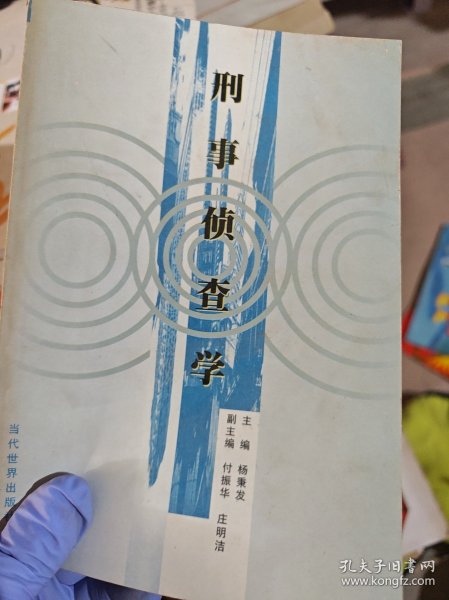 刑事侦查学
主编 杨秉发
副主编 付振华 庄明洁
当代世界出版
孔夫子旧书网
www.kongfz.com